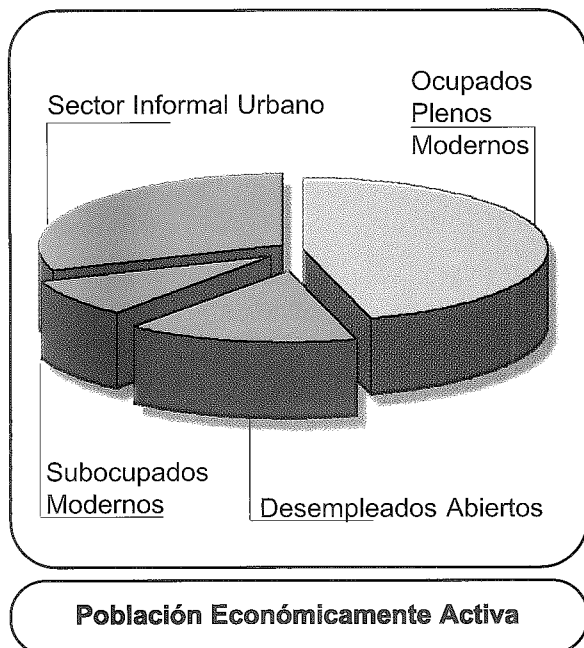 Sector Informal Urbano
Ocupados
Plenos
Modernos
Subocupados
Modernos
Desempleados Abiertos
Población Económicamente Activa